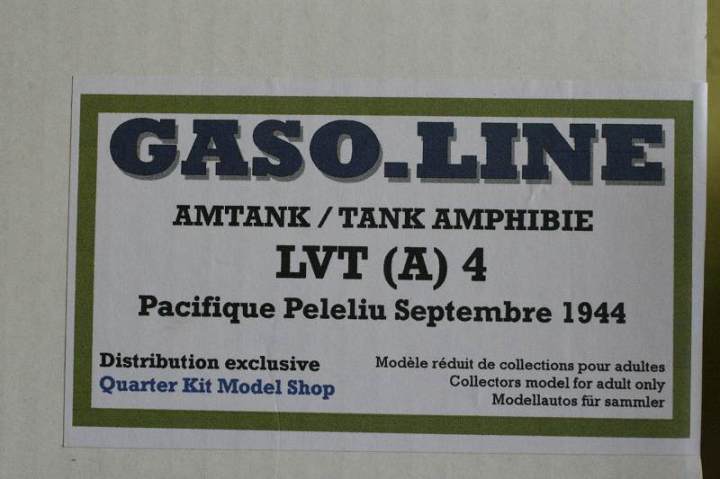 GASO.LINE
AMTANK / TANK AMPHIBIE
LVT (A) 4
Pacifique Peleliu Septembre 1944
Distribution exclusive
Quarter Kit Model Shop
Modèle réduit de collections pour adultes
Collectors model for adult only
Modellautos für sammler